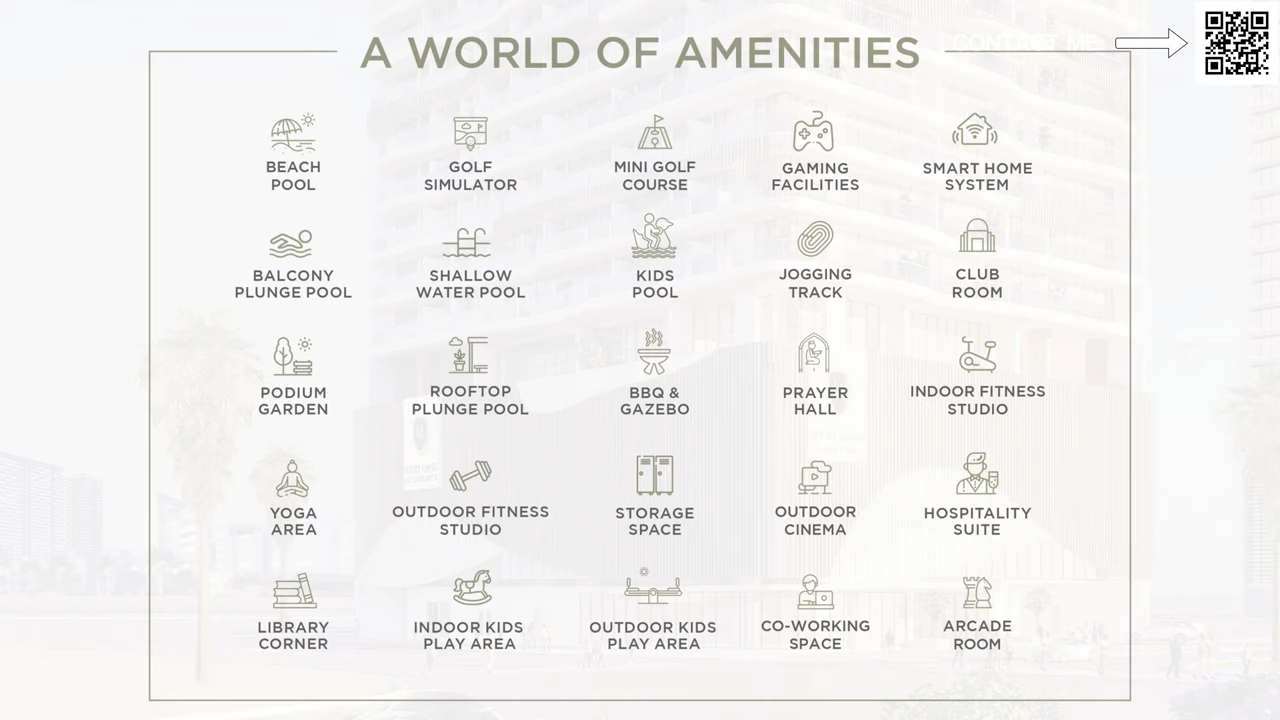 A WORLD OF AMENITIES
CONTACT ME
BEACH
POOL
GOLF
SIMULATOR
MINI GOLF
COURSE
GAMING
FACILITIES
SMART HOME
SYSTEM
BALCONY
PLUNGE POOL
SHALLOW
WATER POOL
KIDS
POOL
JOGGING
TRACK
CLUB
ROOM
PODIUM
GARDEN
ROOFTOP
PLUNGE POOL
BBQ &
GAZEBO
PRAYER
HALL
INDOOR FITNESS
STUDIO
YOGA
AREA
OUTDOOR FITNESS
STUDIO
STORAGE
SPACE
OUTDOOR
CINEMA
HOSPITALITY
SUITE
LIBRARY
CORNER
INDOOR KIDS
PLAY AREA
OUTDOOR KIDS
PLAY AREA
CO-WORKING
SPACE
ARCADE
ROOM